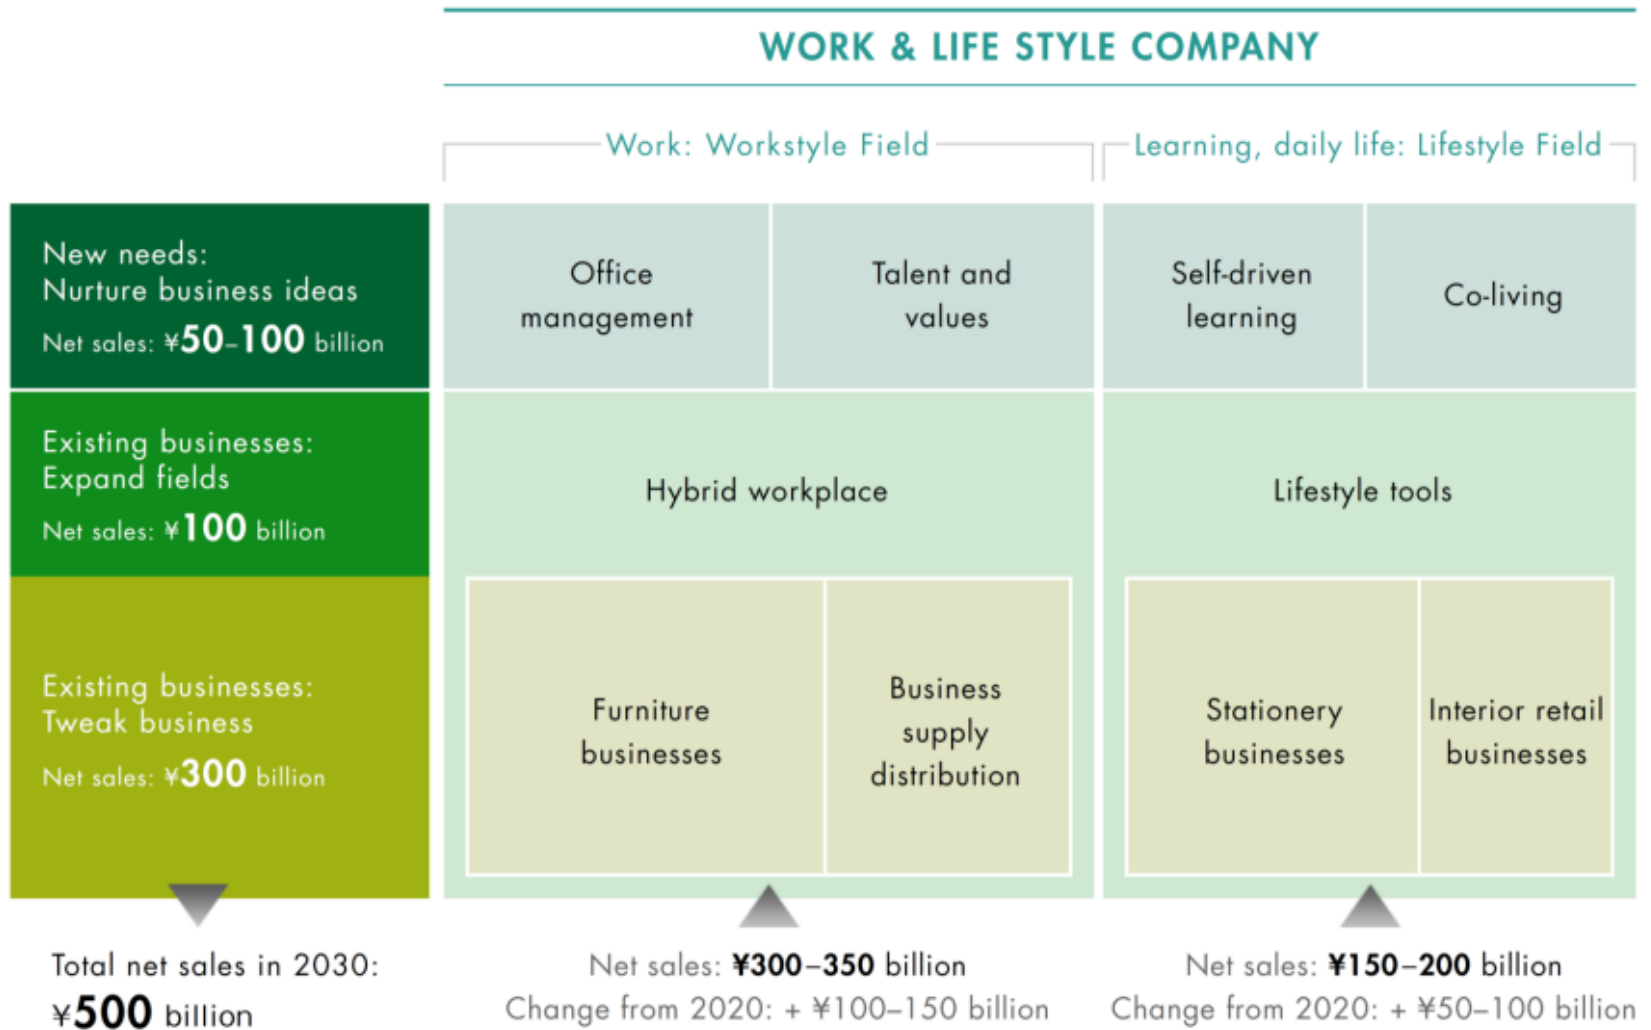 WORK & LIFE STYLE COMPANY
Work: Workstyle Field
Learning, daily life: Lifestyle Field
New needs:
Nurture business ideas
Net sales: ¥50–100 billion
Office
management
Talent and
values
Self-driven
learning
Co-living
Existing businesses:
Expand fields
Net sales: ¥100 billion
Hybrid workplace
Lifestyle tools
Existing businesses:
Tweak business
Net sales: ¥300 billion
Furniture
businesses
Business
supply
distribution
Stationery
businesses
Interior retail
businesses
Total net sales in 2030:
¥500 billion
Net sales: ¥300–350 billion
Change from 2020: + ¥100–150 billion
Net sales: ¥150–200 billion
Change from 2020: + ¥50–100 billion